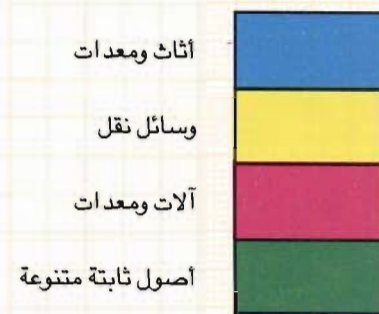 أثاث ومعدات
وسائل نقل
آلات ومعدات
أصول ثابتة متنوعة